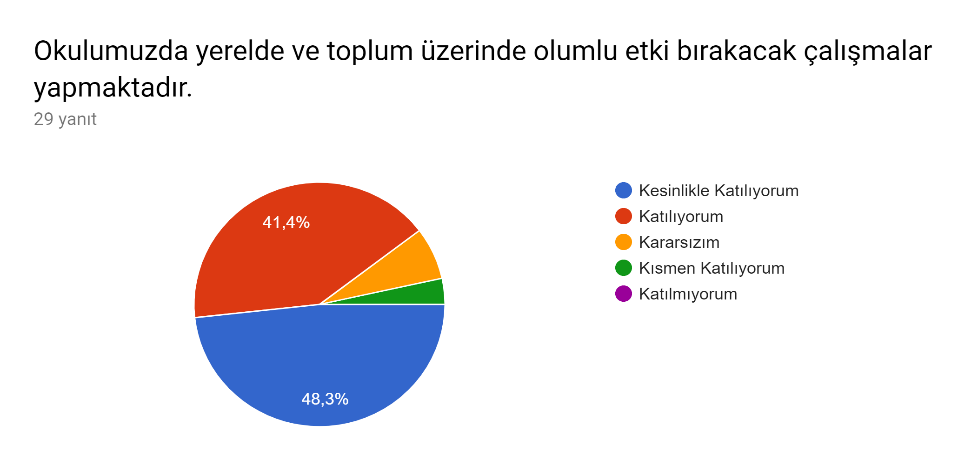 Okulumuzda yerelde ve toplum üzerinde olumlu etki bırakacak çalışmalar
yapmaktadır.
29 yanıt
41,4%
48,3%
Kesinlikle Katılıyorum
Katılıyorum
Kararsızım
Kısmen Katılıyorum
Katılmıyorum